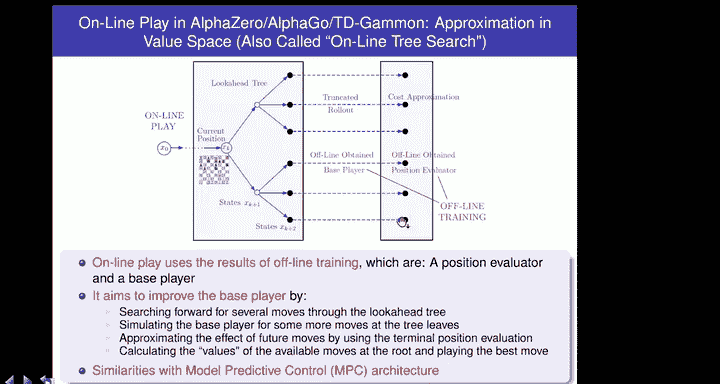 On-Line Play in AlphaZero/AlphaGo/TD-Gammon: Approximation in
Value Space (Also Called “On-Line Tree Search”)
Lookahead Tree
Truncated
Rollout
Cost Approximation
ON-LINE
PLAY
Current
Position
x0
xk
Off-Line Obtained
Base Player
Off-Line Obtained
Position Evaluator
OFF-LINE
TRAINING
States xk+1
States xk+2
On-line play uses the results of off-line training, which are: A position evaluator
and a base player
It aims to improve the base player by:
Searching forward for several moves through the lookahead tree
Simulating the base player for some more moves at the tree leaves
Approximating the effect of future moves by using the terminal position evaluation
Calculating the “values” of the available moves at the root and playing the best move
Similarities with Model Predictive Control (MPC) architecture